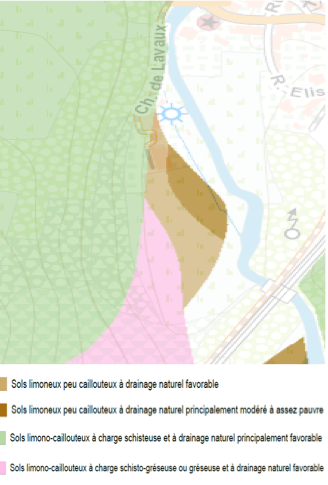 Ch. de Lavaux
R. Elis
Sols limoneux peu caillouteux à drainage naturel favorable
Sols limoneux peu caillouteux à drainage naturel principalement modéré à assez pauvre
Sols limono-caillouteux à charge schisteuse et à drainage naturel principalement favorable
Sols limono-caillouteux à charge schisto-gréseuse ou gréseuse et à drainage naturel favorable